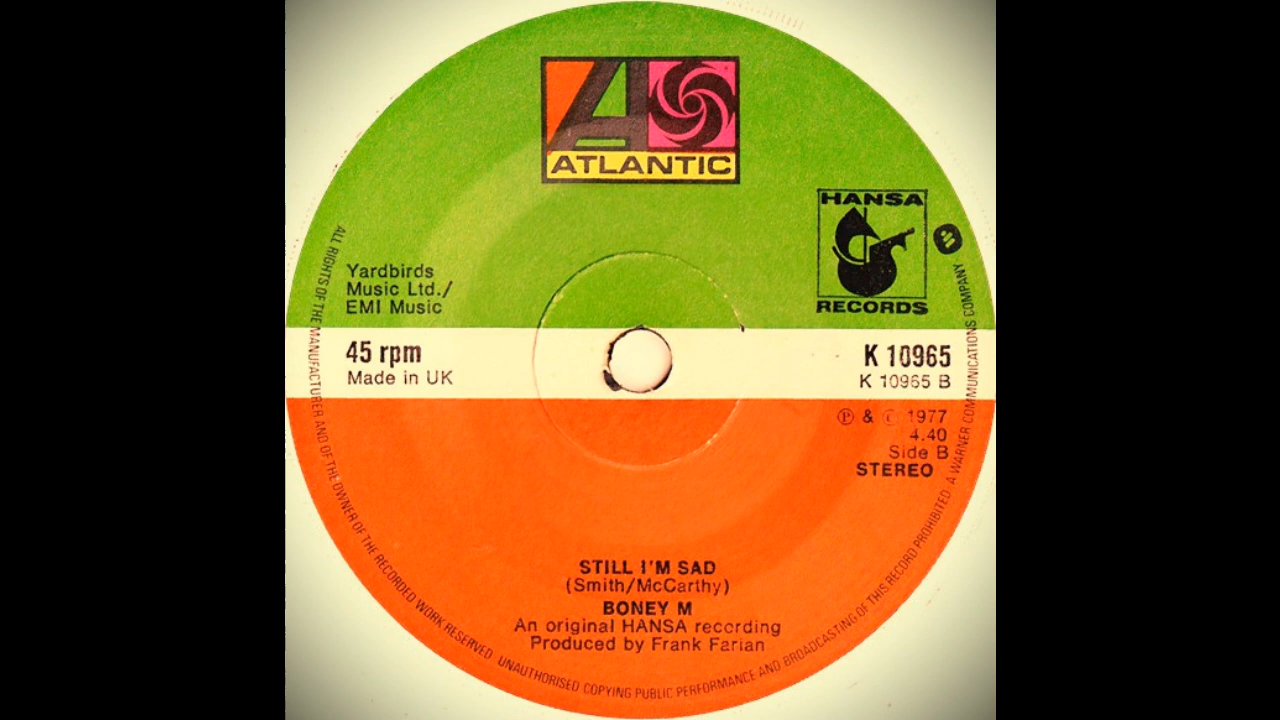 ATLANTIC
HANSA
RECORDS
Yardbirds
Music Ltd./
EMI Music
45 rpm
Made in UK
K 10965
K 10965 B
Ⓟ & © 1977
4.40
Side B
STEREO
STILL I'M SAD
(Smith/McCarthy)
BONEY M
An original HANSA recording
Produced by Frank Farian
ALL RIGHTS OF THE MANUFACTURER AND OF THE OWNER OF THE RECORDED WORK RESERVED. UNAUTHORISED COPYING PUBLIC PERFORMANCE AND BROADCASTING OF THIS RECORD PROHIBITED. A WARNER COMMUNICATIONS COMPANY